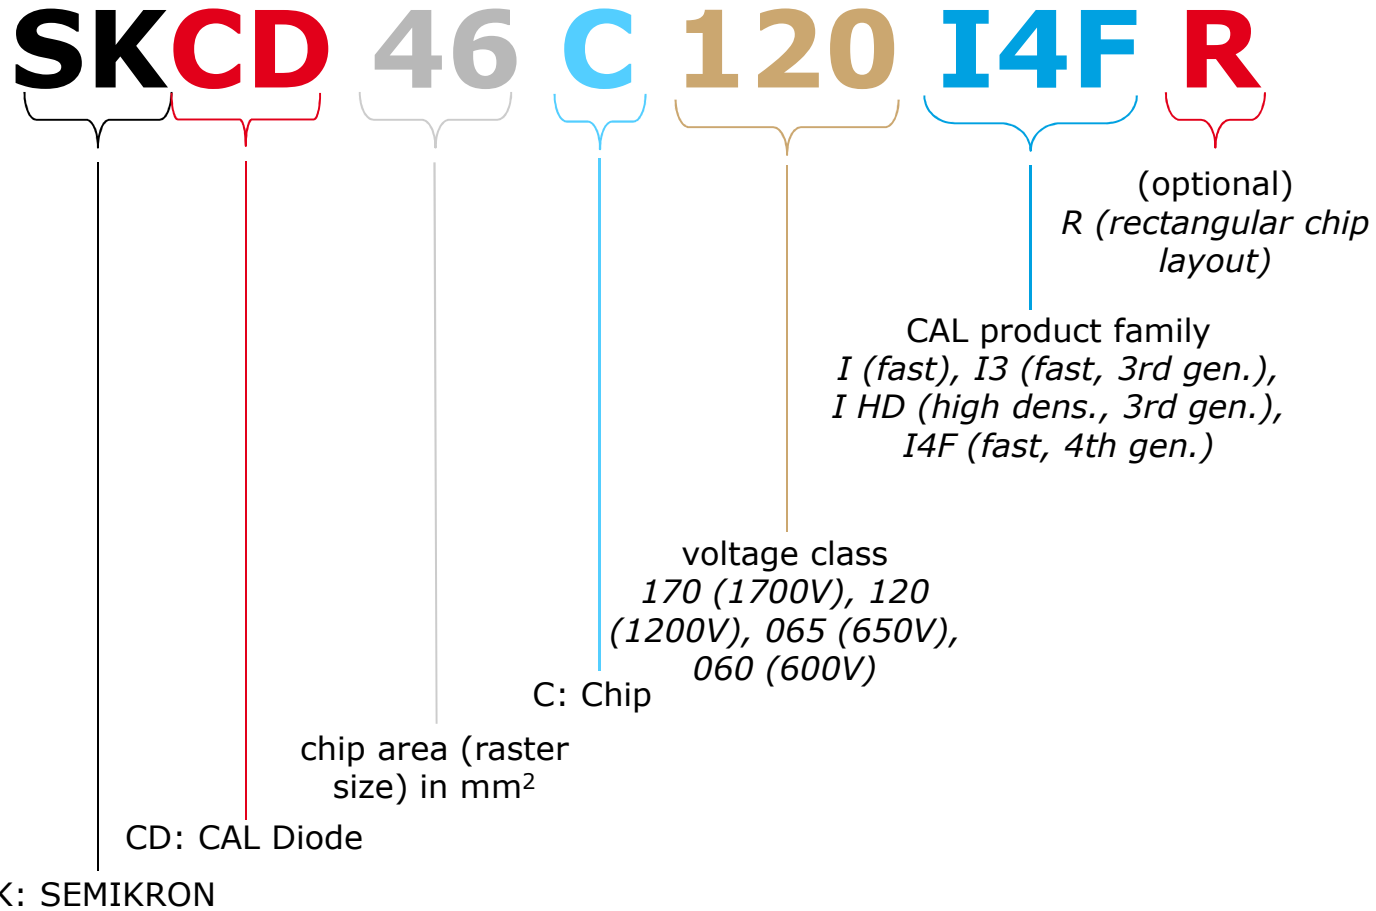 SKCD 46 C 120 I4F R
(optional)
R (rectangular chip
layout)
CAL product family
I (fast), I3 (fast, 3rd gen.),
I HD (high dens., 3rd gen.),
I4F (fast, 4th gen.)
voltage class
170 (1700V), 120
(1200V), 065 (650V),
060 (600V)
C: Chip
chip area (raster
size) in mm²
CD: CAL Diode
K: SEMIKRON